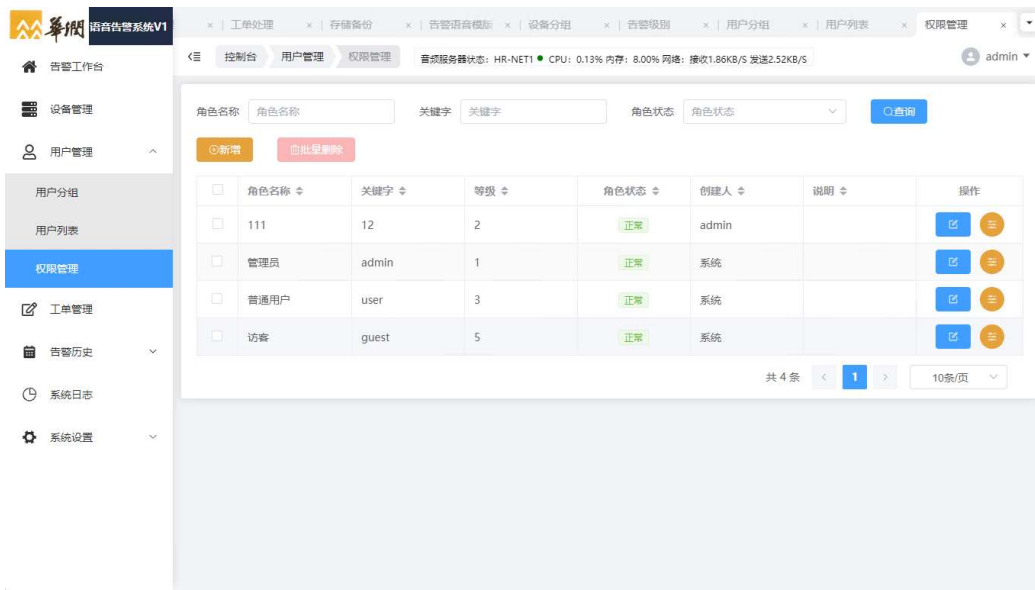 華潤 语音告警系统V1
× | 工单处理 × | 存储备份 × | 告警语音模版 × | 设备分组 × | 告警级别 × | 用户分组 × | 用户列表 × 权限管理 ×
控制台 用户管理 权限管理 音频服务器状态：HR-NET1 CPU：0.13% 内存：8.00% 网络：接收1.86KB/S 发送2.52KB/S admin
告警工作台
设备管理
用户管理
用户分组
用户列表
权限管理
工单管理
告警历史
系统日志
系统设置
角色名称 角色名称 关键字 关键字 角色状态 角色状态 查询
新增 批量删除
角色名称 关键字 等级 角色状态 创建人 说明 操作
111 12 2 正常 admin
管理员 admin 1 正常 系统
普通用户 user 3 正常 系统
访客 guest 5 正常 系统
共 4 条 < 1 > 10条/页